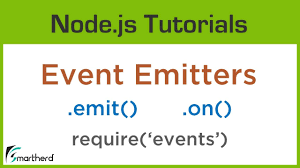 Node.js Tutorials
Event Emitters
.emit() .on()
require('events')
Smartherd